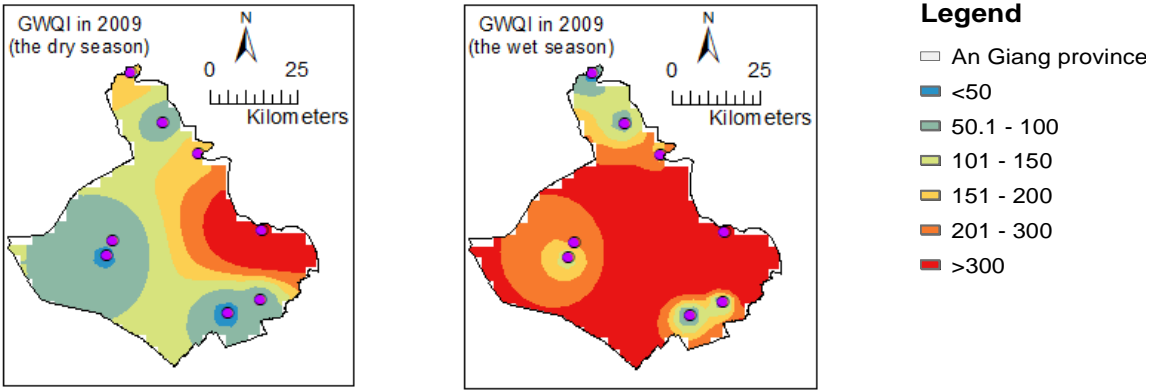 GWQI in 2009
(the dry season)
N
0 25
Kilometers
GWQI in 2009
(the wet season)
N
0 25
Kilometers
Legend
An Giang province
<50
50.1 - 100
101 - 150
151 - 200
201 - 300
>300